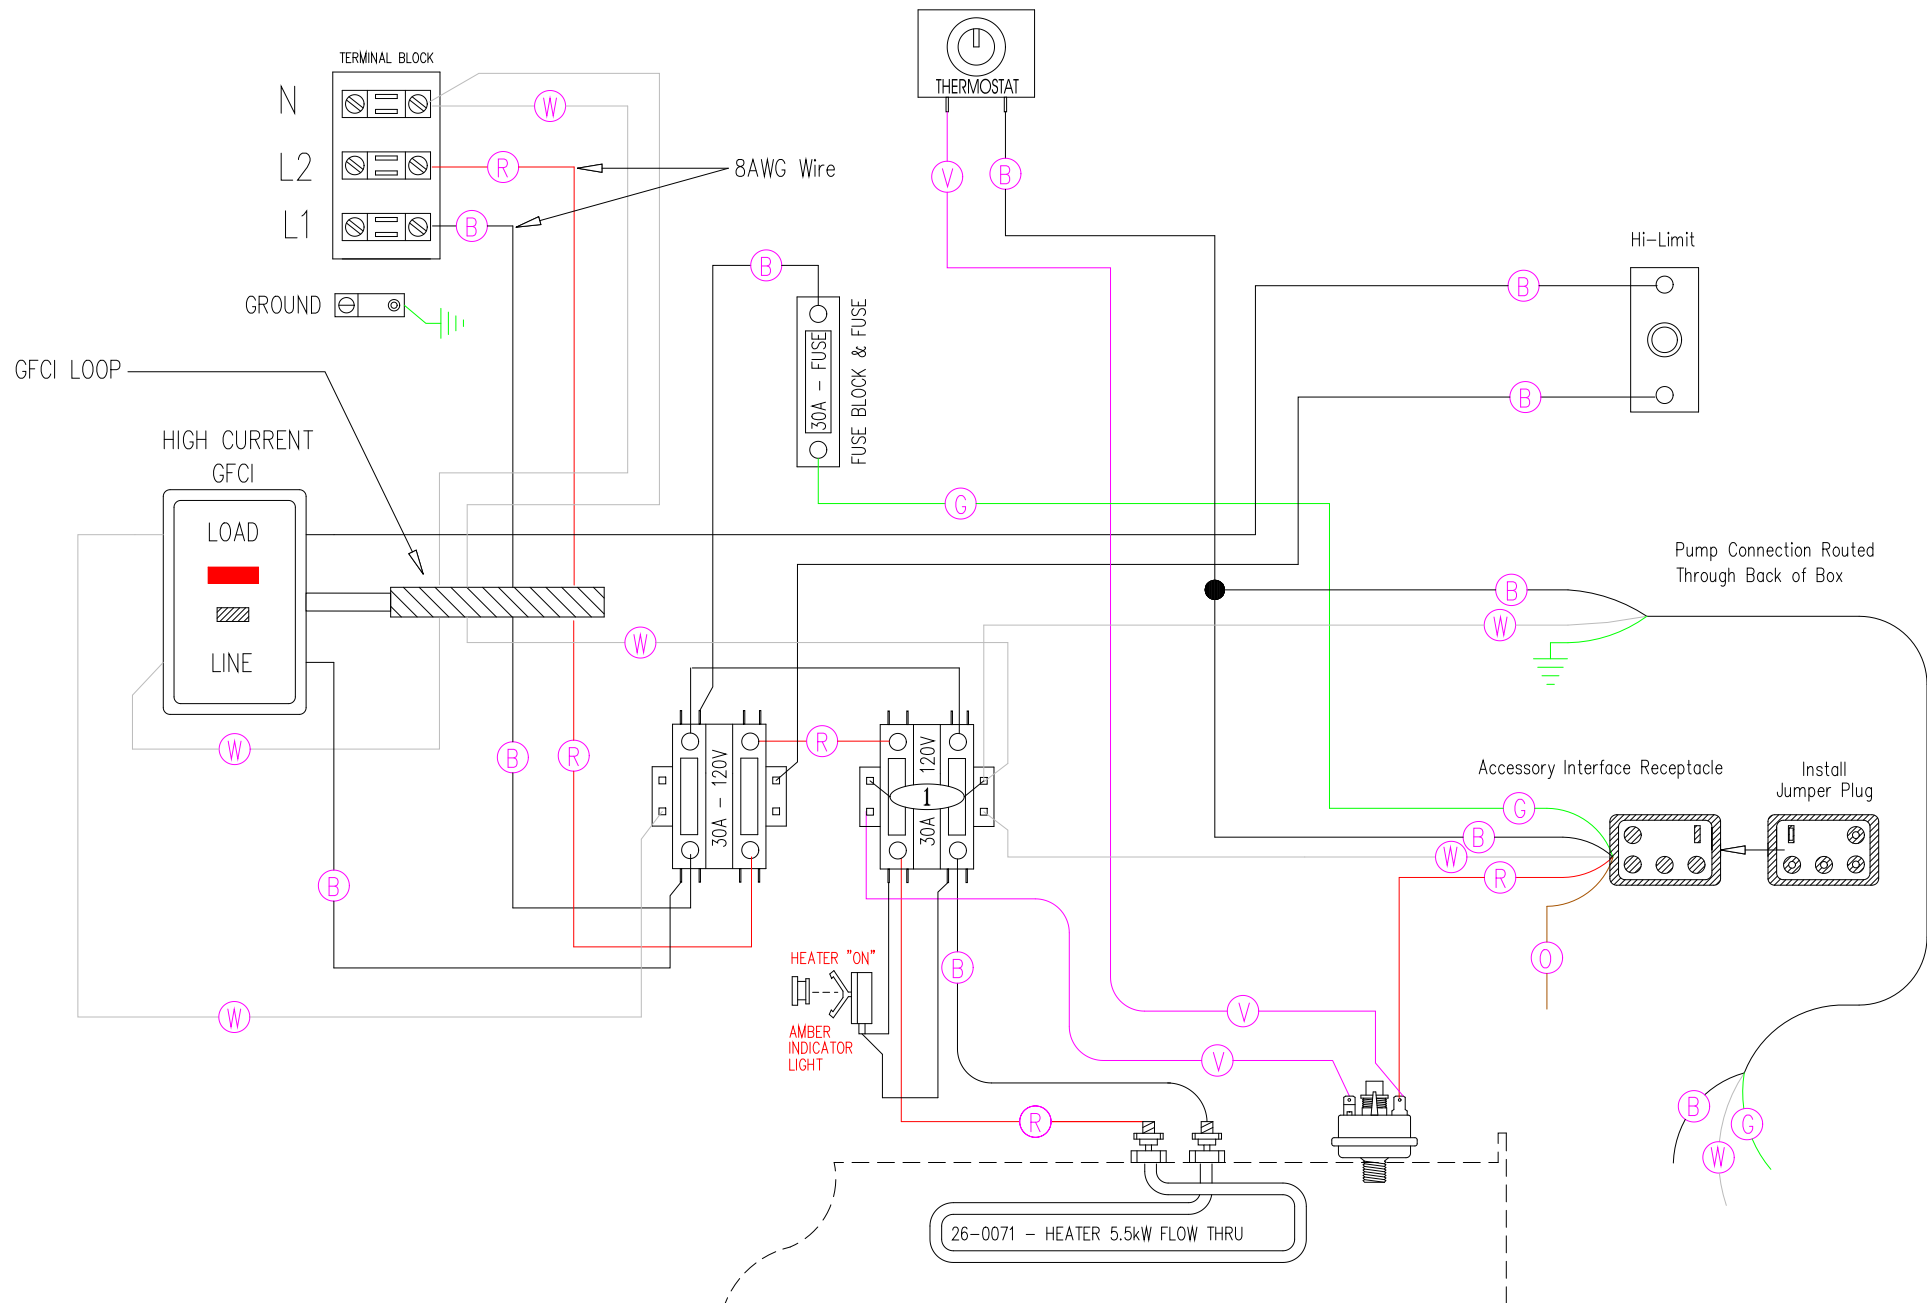 TERMINAL BLOCK
N
W
L2
R
8AWG Wire
L1
B
GROUND
THERMOSTAT
V
B
Hi-Limit
B
B
B
30A - FUSE
FUSE BLOCK & FUSE
G
GFCI LOOP
HIGH CURRENT
GFCI
LOAD
LINE
W
W
B
R
B
W
30A - 120V
R
30A 120V
1
Pump Connection Routed
Through Back of Box
B
W
Accessory Interface Receptacle
Install
Jumper Plug
G
B
W
R
O
HEATER "ON"
AMBER
INDICATOR
LIGHT
B
V
V
R
B
G
W
26-0071 - HEATER 5.5kW FLOW THRU